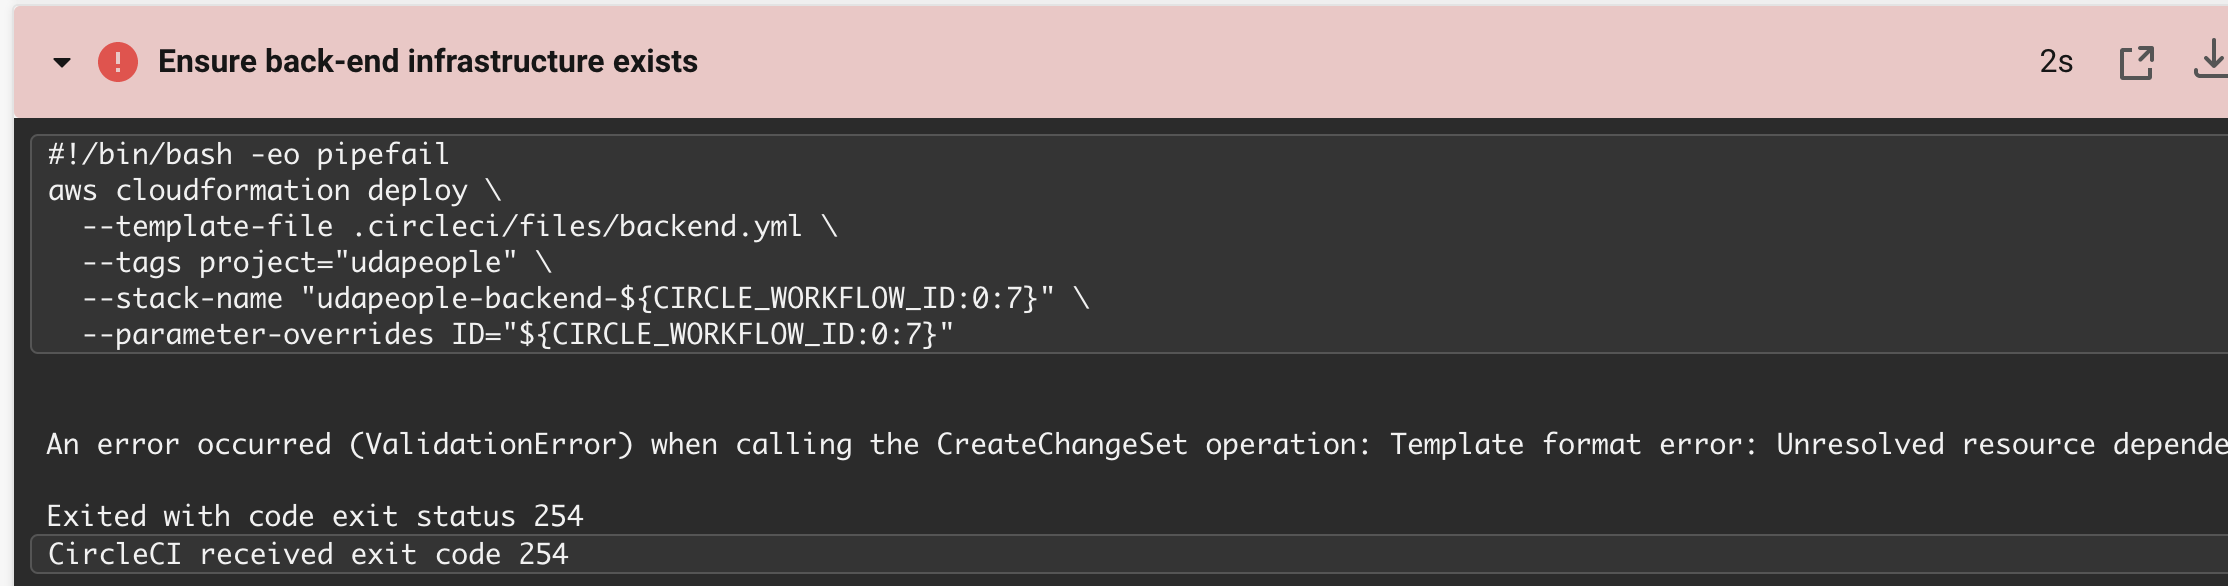 Ensure back-end infrastructure exists 2s
#!/bin/bash -eo pipefail
aws cloudformation deploy \
  --template-file .circleci/files/backend.yml \
  --tags project="udapeople" \
  --stack-name "udapeople-backend-${CIRCLE_WORKFLOW_ID:0:7}" \
  --parameter-overrides ID="${CIRCLE_WORKFLOW_ID:0:7}"
An error occurred (ValidationError) when calling the CreateChangeSet operation: Template format error: Unresolved resource depende
Exited with code exit status 254
CircleCI received exit code 254